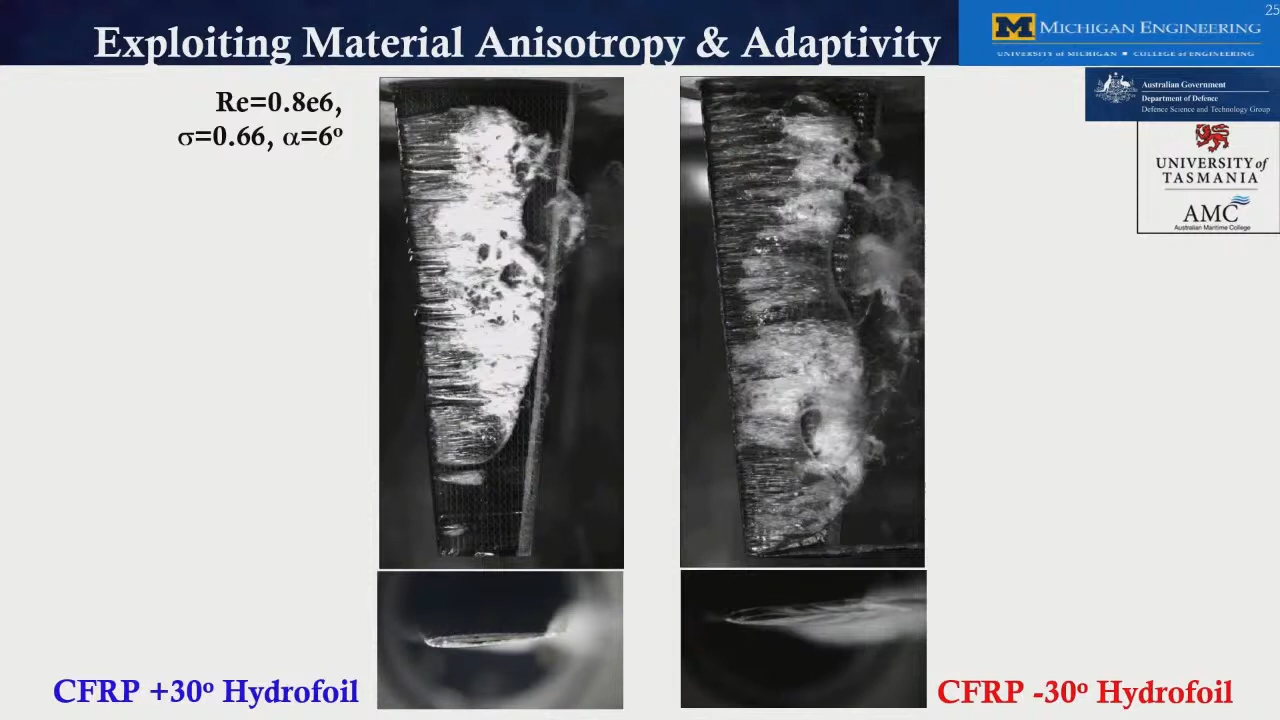 25
Exploiting Material Anisotropy & Adaptivity
M MICHIGAN ENGINEERING
UNIVERSITY of MICHIGAN ■ COLLEGE of ENGINEERING
Australian Government
Department of Defence
Defence Science and Technology Group
Re=0.8e6,
σ=0.66, α=6º
UNIVERSITY of
TASMANIA
AMC
Australian Maritime College
CFRP +30º Hydrofoil
CFRP -30º Hydrofoil